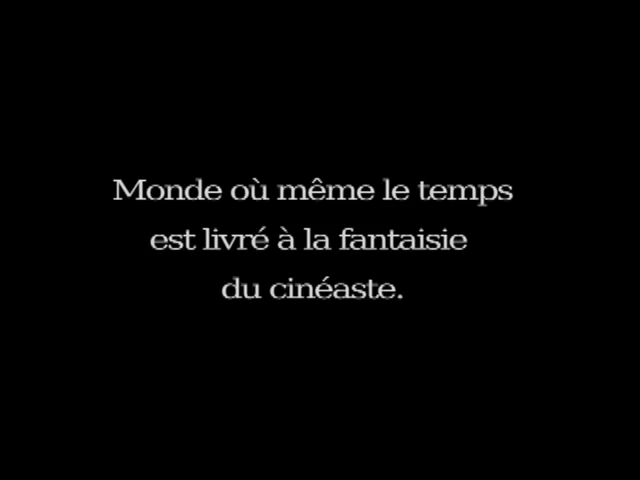 Monde où même le temps
est livré à la fantaisie
du cinéaste.